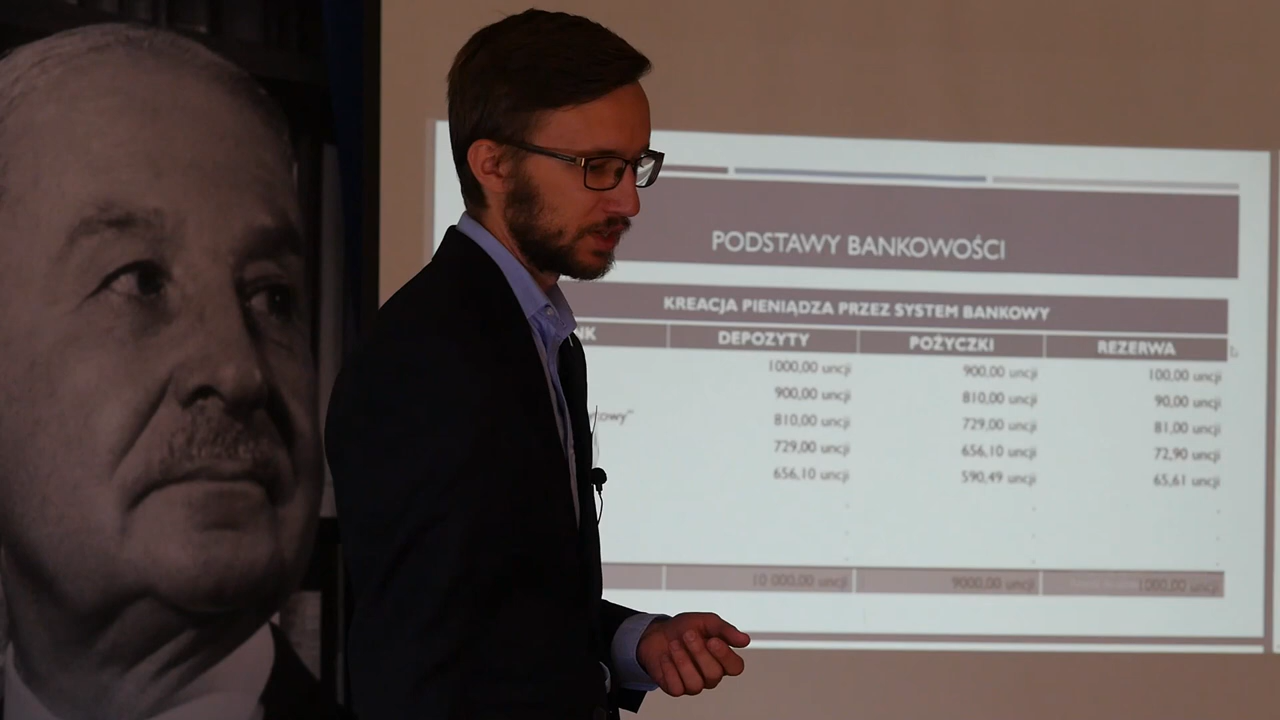 PODSTAWY BANKOWOŚCI
KREACJA PIENIĄDZA PRZEZ SYSTEM BANKOWY
NK DEPOZYTY POŻYCZKI REZERWA
1000,00 uncji 900,00 uncji 100,00 uncji
900,00 uncji 810,00 uncji 90,00 uncji
owy” 810,00 uncji 729,00 uncji 81,00 uncji
729,00 uncji 656,10 uncji 72,90 uncji
656,10 uncji 590,49 uncji 65,61 uncji
10 000,00 uncji 9000,00 uncji 1000,00 uncji